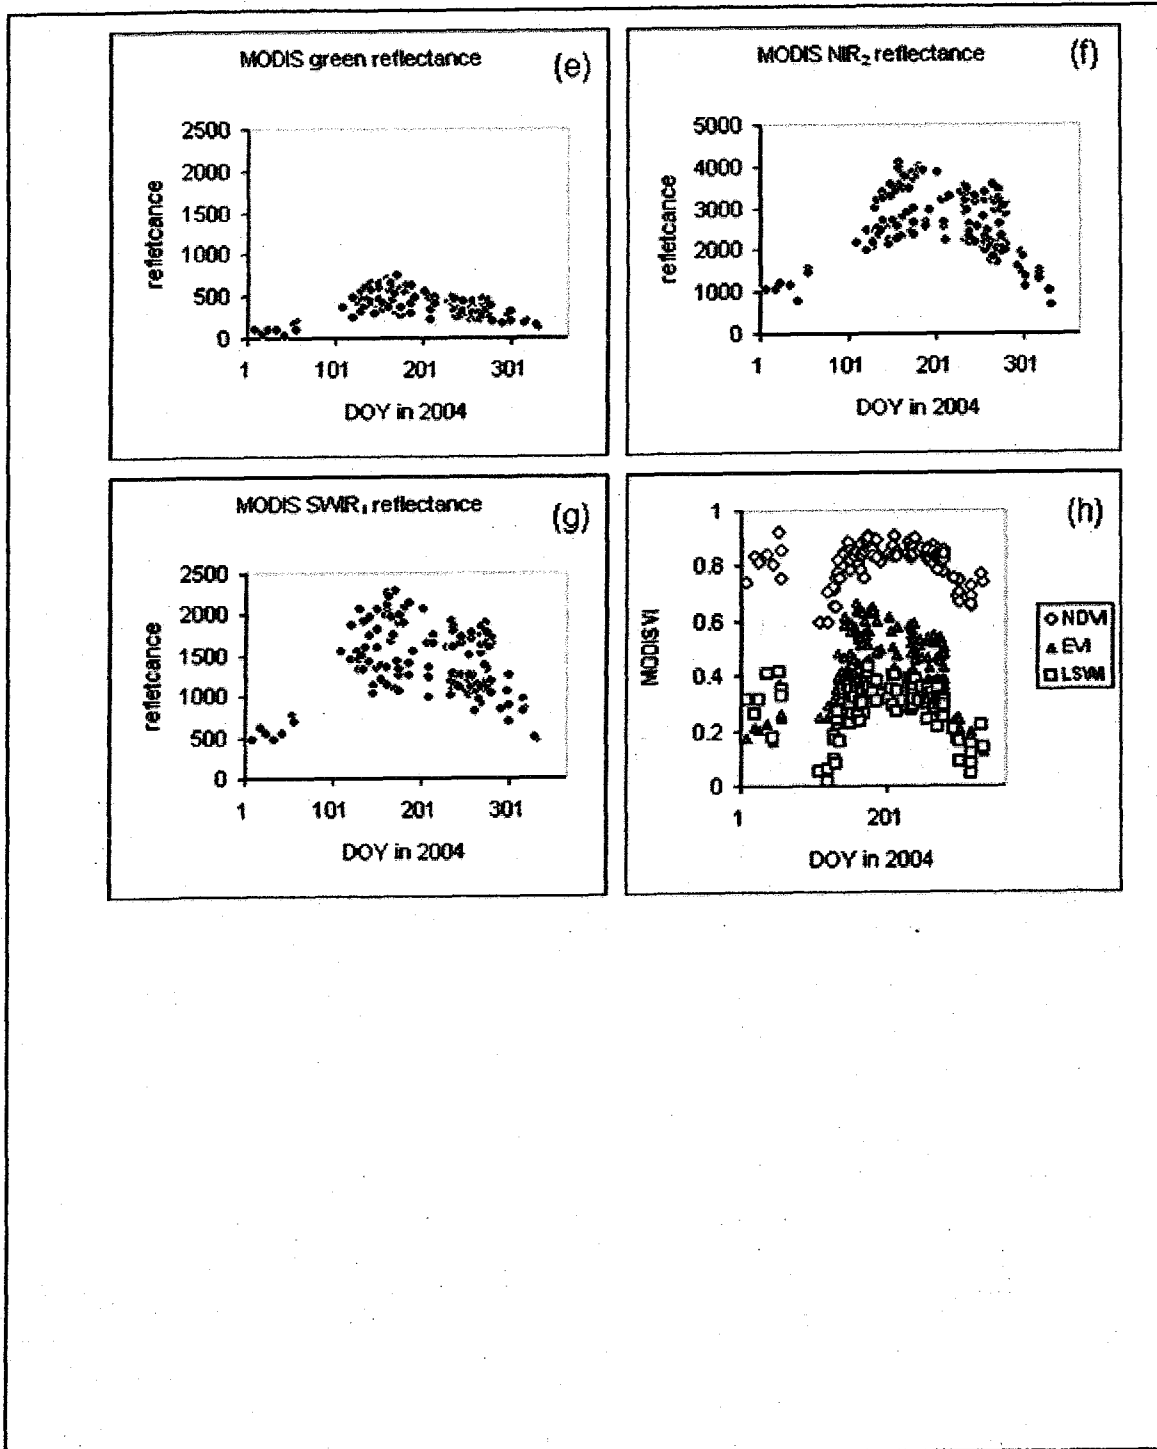 MODIS green reflectance
(e)
2500
2000
1500
1000
500
0
refletcance
1 101 201 301
DOY in 2004
MODIS NIR₂ reflectance
(f)
5000
4000
3000
2000
1000
0
refletcance
1 101 201 301
DOY in 2004
MODIS SWIR₁ reflectance
(g)
2500
2000
1500
1000
500
0
refletcance
1 101 201 301
DOY in 2004
(h)
1
0.8
0.6
0.4
0.2
0
MODIS VI
1 201
DOY in 2004
NDVI
EVI
LSWI